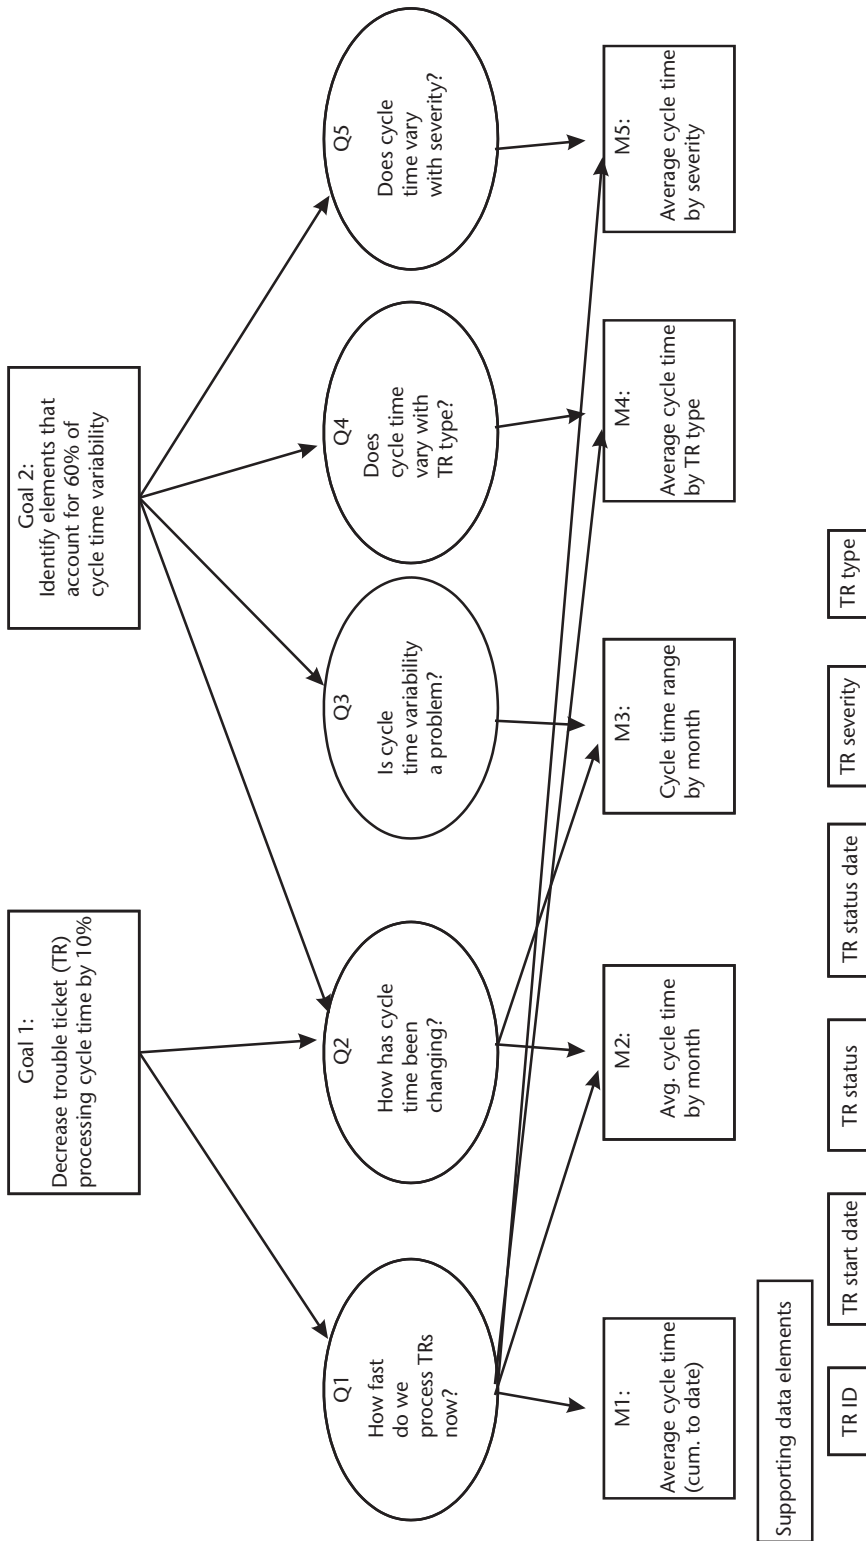 Goal 1:
Decrease trouble ticket (TR)
processing cycle time by 10%
Goal 2:
Identify elements that
account for 60% of
cycle time variability
Q1
How fast
do we
process TRs
now?
Q2
How has cycle
time been
changing?
Q3
Is cycle
time variability
a problem?
Q4
Does
cycle time
vary with
TR type?
Q5
Does cycle
time vary
with severity?
M1:
Average cycle time
(cum. to date)
M2:
Avg. cycle time
by month
M3:
Cycle time range
by month
M4:
Average cycle time
by TR type
M5:
Average cycle time
by severity
Supporting data elements
TR ID
TR start date
TR status
TR status date
TR severity
TR type